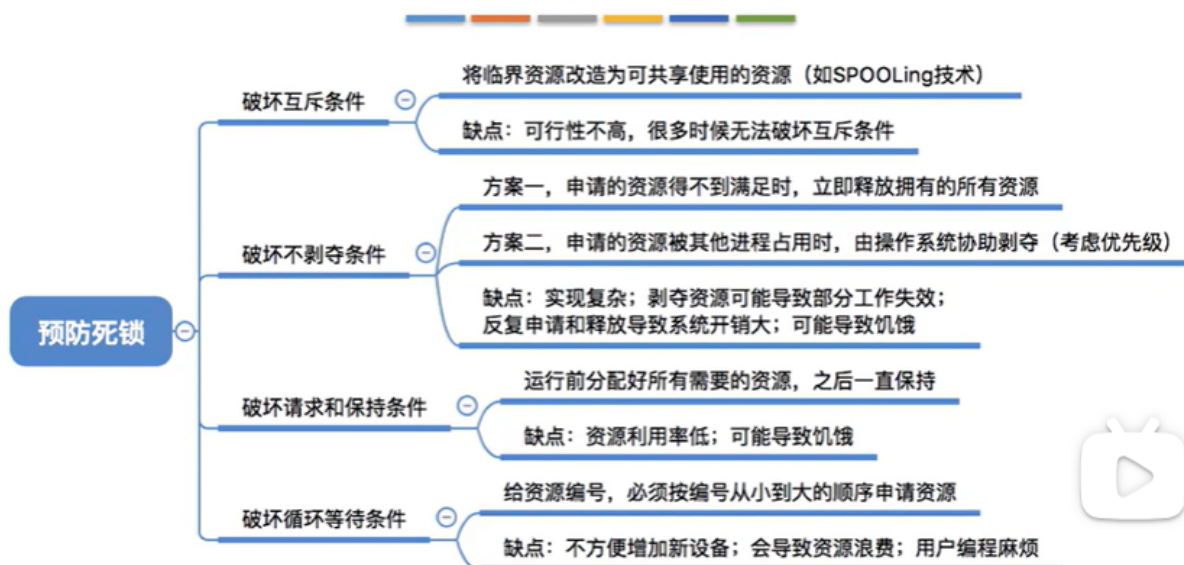 破坏互斥条件
将临界资源改造为可共享使用的资源（如SPOOLing技术）
缺点：可行性不高，很多时候无法破坏互斥条件
破坏不剥夺条件
方案一，申请的资源得不到满足时，立即释放拥有的所有资源
方案二，申请的资源被其他进程占用时，由操作系统协助剥夺（考虑优先级）
缺点：实现复杂；剥夺资源可能导致部分工作失效；
反复申请和释放导致系统开销大；可能导致饥饿
预防死锁
破坏请求和保持条件
运行前分配好所有需要的资源，之后一直保持
缺点：资源利用率低；可能导致饥饿
破坏循环等待条件
给资源编号，必须按编号从小到大的顺序申请资源
缺点：不方便增加新设备；会导致资源浪费；用户编程麻烦